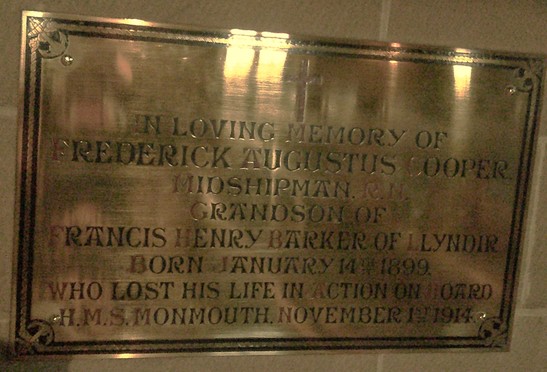 IN LOVING MEMORY OF
FREDERICK AUGUSTUS COOPER,
MIDSHIPMAN, R.N.
GRANDSON OF
FRANCIS HENRY BARKER OF LLYNDIR
BORN JANUARY 14TH 1899.
WHO LOST HIS LIFE IN ACTION ON BOARD
H.M.S. MONMOUTH, NOVEMBER 1ST 1914.